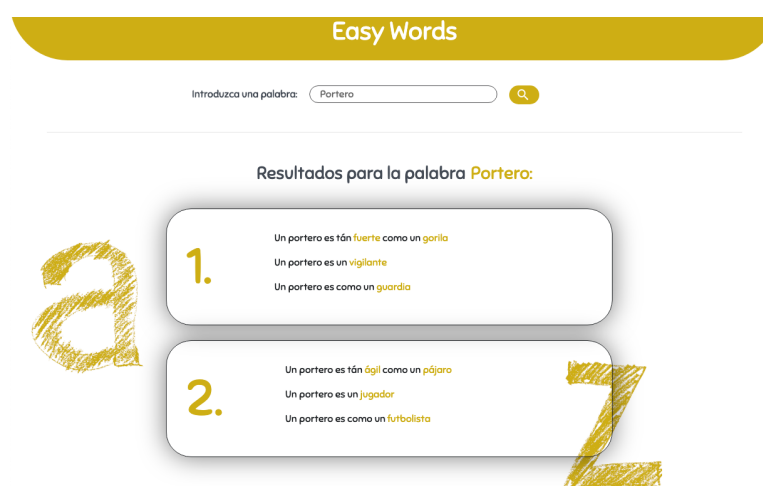 Easy Words
Introduzca una palabra: Portero
Resultados para la palabra Portero:
1.
Un portero es tán fuerte como un gorila
Un portero es un vigilante
Un portero es como un guardia
2.
Un portero es tán ágil como un pájaro
Un portero es un jugador
Un portero es como un futbolista
a
z